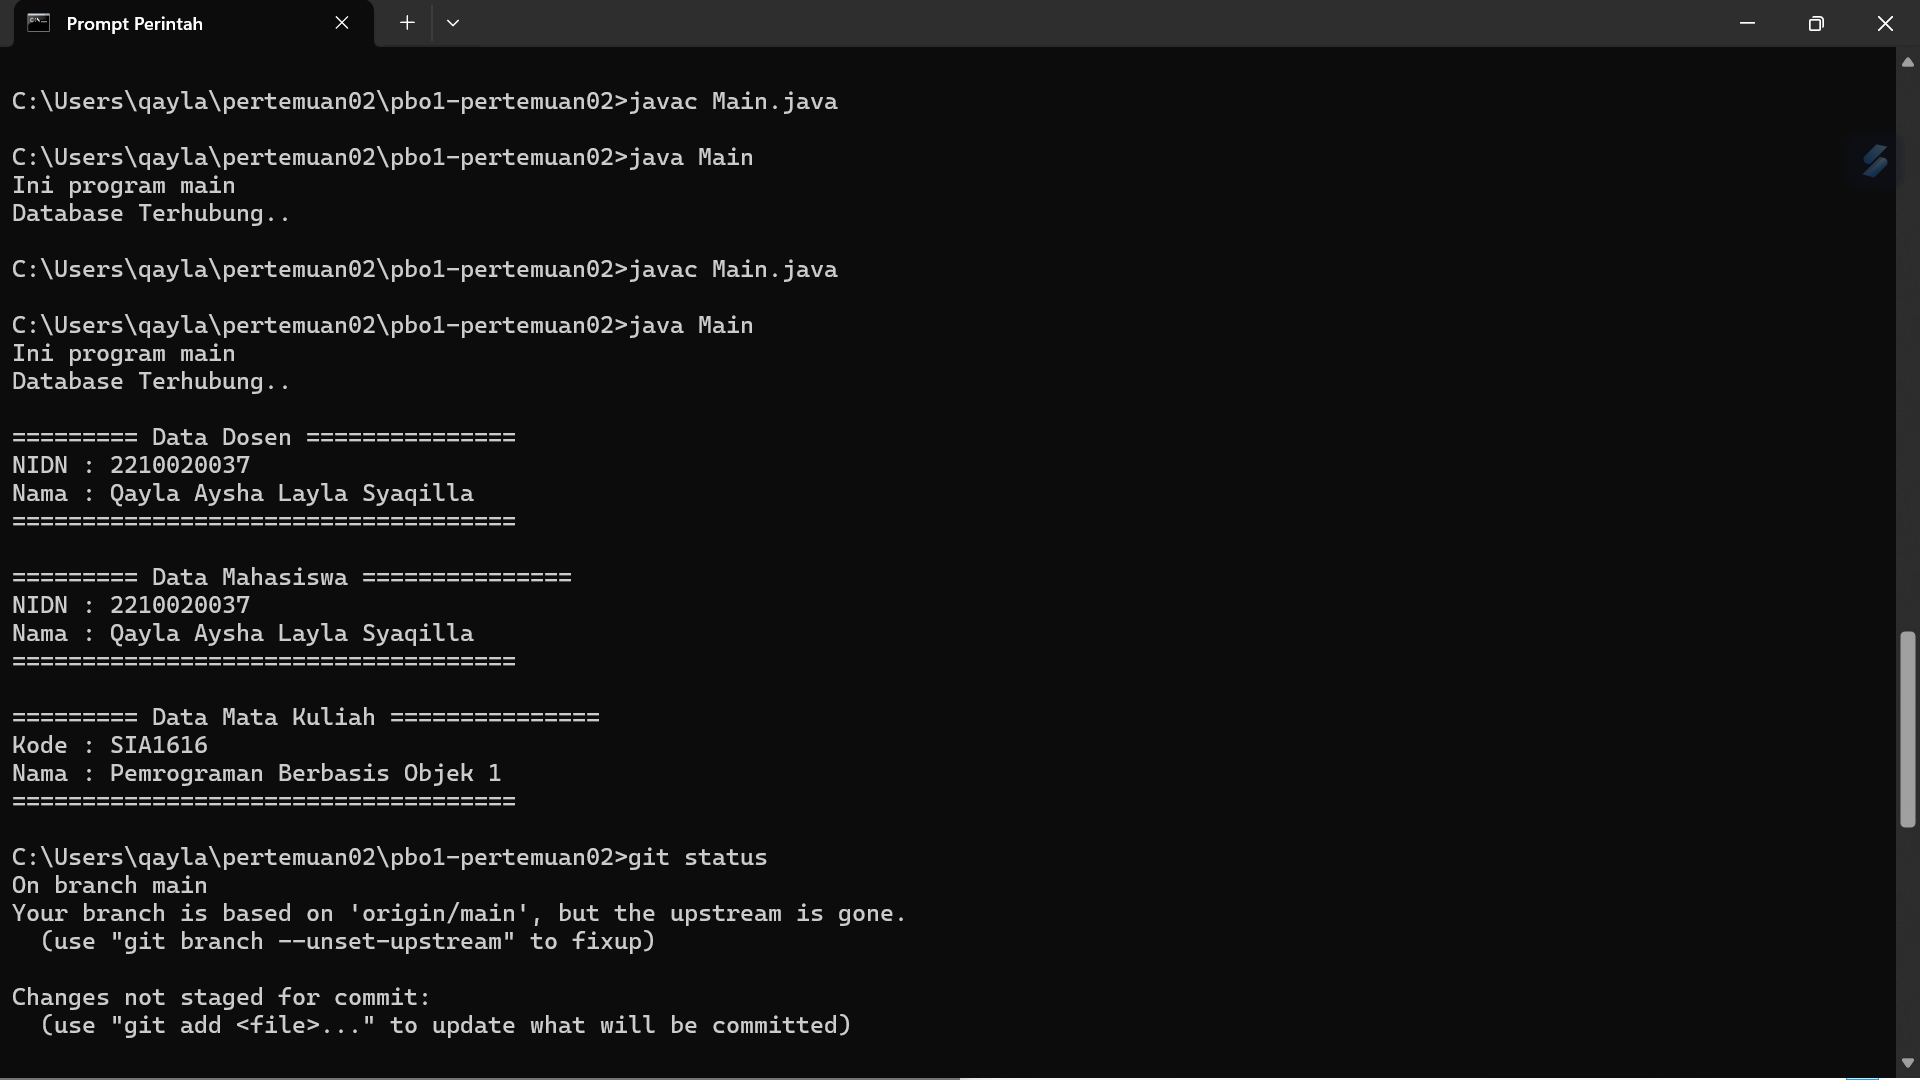 Prompt Perintah
C:\Users\qayla\pertemuan02\pbo1-pertemuan02>javac Main.java
C:\Users\qayla\pertemuan02\pbo1-pertemuan02>java Main
Ini program main
Database Terhubung..
C:\Users\qayla\pertemuan02\pbo1-pertemuan02>javac Main.java
C:\Users\qayla\pertemuan02\pbo1-pertemuan02>java Main
Ini program main
Database Terhubung..
========= Data Dosen ===============
NIDN : 2210020037
Nama : Qayla Aysha Layla Syaqilla
====================================
========= Data Mahasiswa ===============
NIDN : 2210020037
Nama : Qayla Aysha Layla Syaqilla
====================================
========= Data Mata Kuliah ===============
Kode : SIA1616
Nama : Pemrograman Berbasis Objek 1
====================================
C:\Users\qayla\pertemuan02\pbo1-pertemuan02>git status
On branch main
Your branch is based on 'origin/main', but the upstream is gone.
  (use "git branch --unset-upstream" to fixup)
Changes not staged for commit:
  (use "git add <file>..." to update what will be committed)